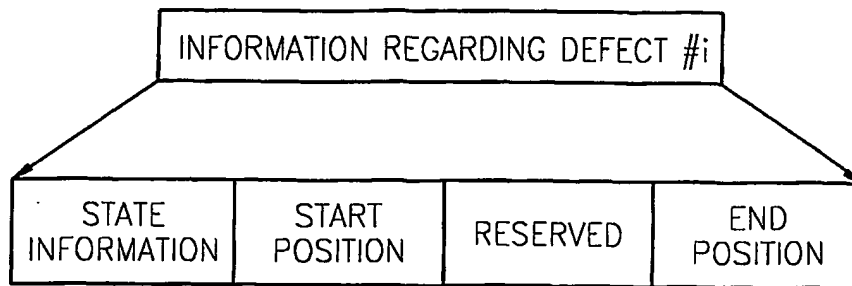 INFORMATION REGARDING DEFECT #i
STATE
INFORMATION
START
POSITION
RESERVED
END
POSITION